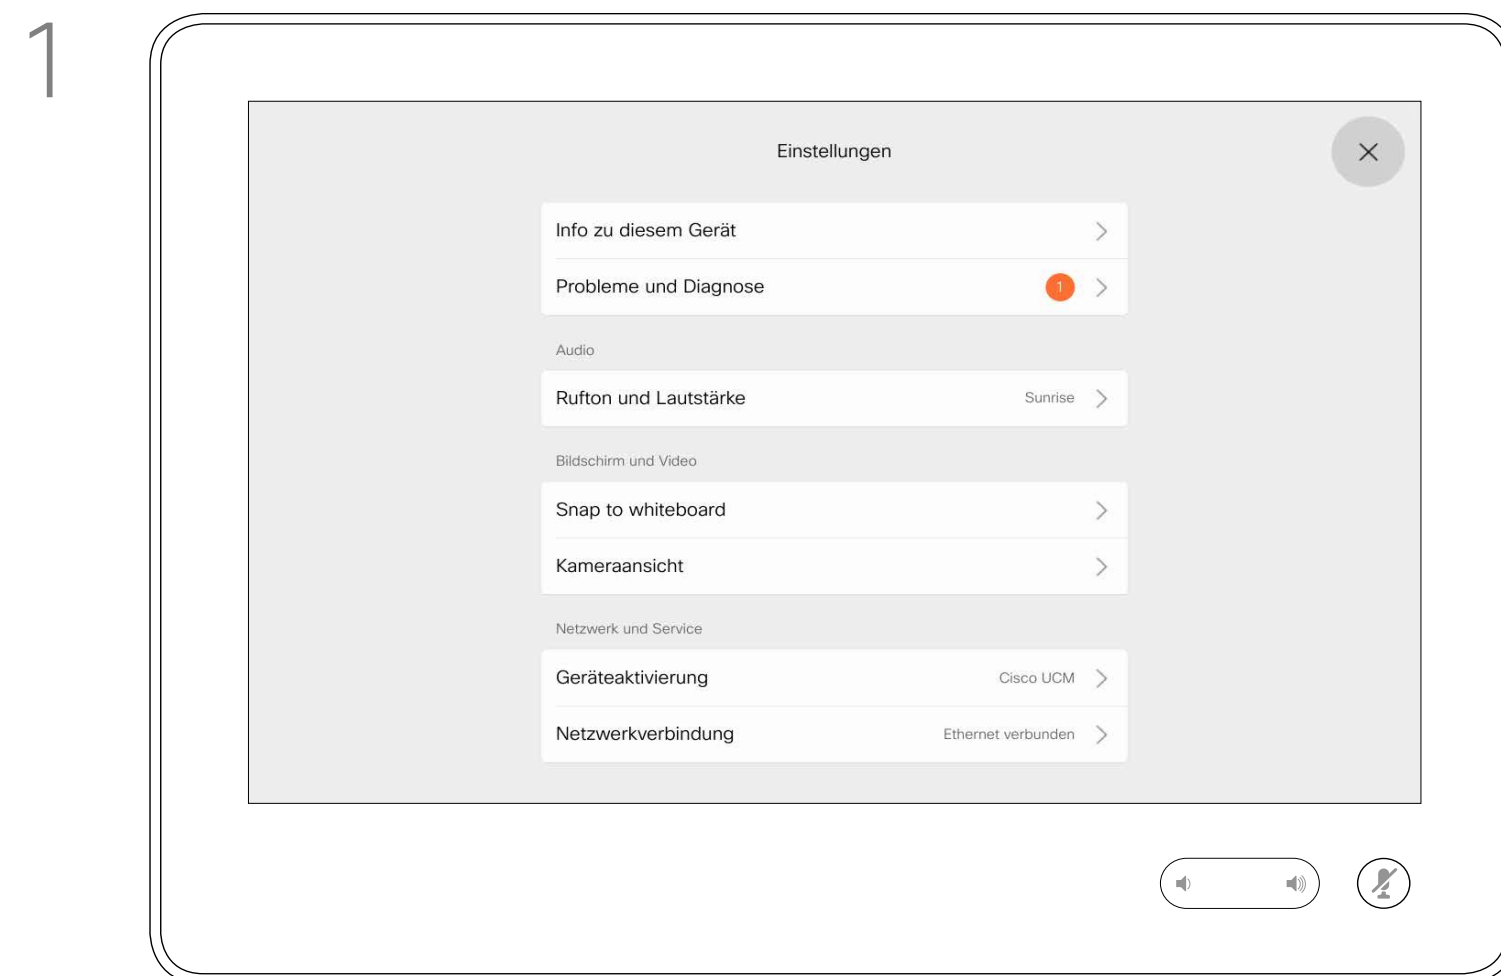 1
Einstellungen
Info zu diesem Gerät
Probleme und Diagnose 1
Audio
Rufton und Lautstärke Sunrise
Bildschirm und Video
Snap to whiteboard
Kameraansicht
Netzwerk und Service
Geräteaktivierung Cisco UCM
Netzwerkverbindung Ethernet verbunden